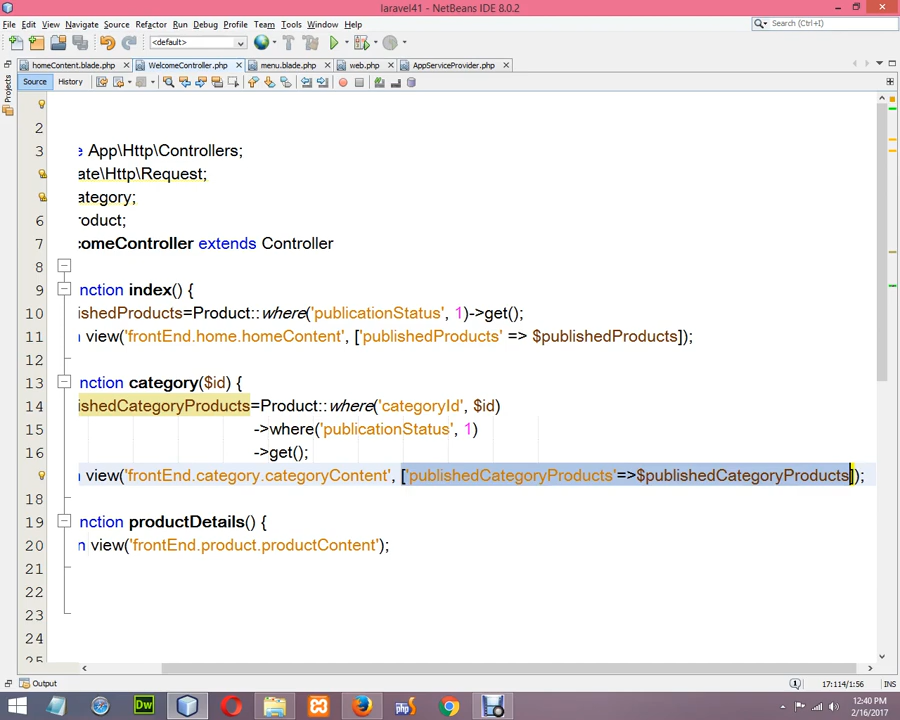 laravel41 - NetBeans IDE 8.0.2
File Edit View Navigate Source Refactor Run Debug Profile Team Tools Window Help
Search (Ctrl+I)
<default>
homeContent.blade.php WelcomeController.php menu.blade.php web.php AppServiceProvider.php
Projects
Source History
2
3 e App\Http\Controllers;
ate\Http\Request;
ategory;
6 roduct;
7 comeController extends Controller
8
9 nction index() {
10 ishedProducts=Product::where('publicationStatus', 1)->get();
11 n view('frontEnd.home.homeContent', ['publishedProducts' => $publishedProducts]);
12
13 nction category($id) {
14 ishedCategoryProducts=Product::where('categoryId', $id)
15 ->where('publicationStatus', 1)
16 ->get();
n view('frontEnd.category.categoryContent', ['publishedCategoryProducts'=>$publishedCategoryProducts]);
18
19 nction productDetails() {
20 n view('frontEnd.product.productContent');
21
22
23
24
25
Output
17:114/1:56 INS
12:40 PM
2/16/2017